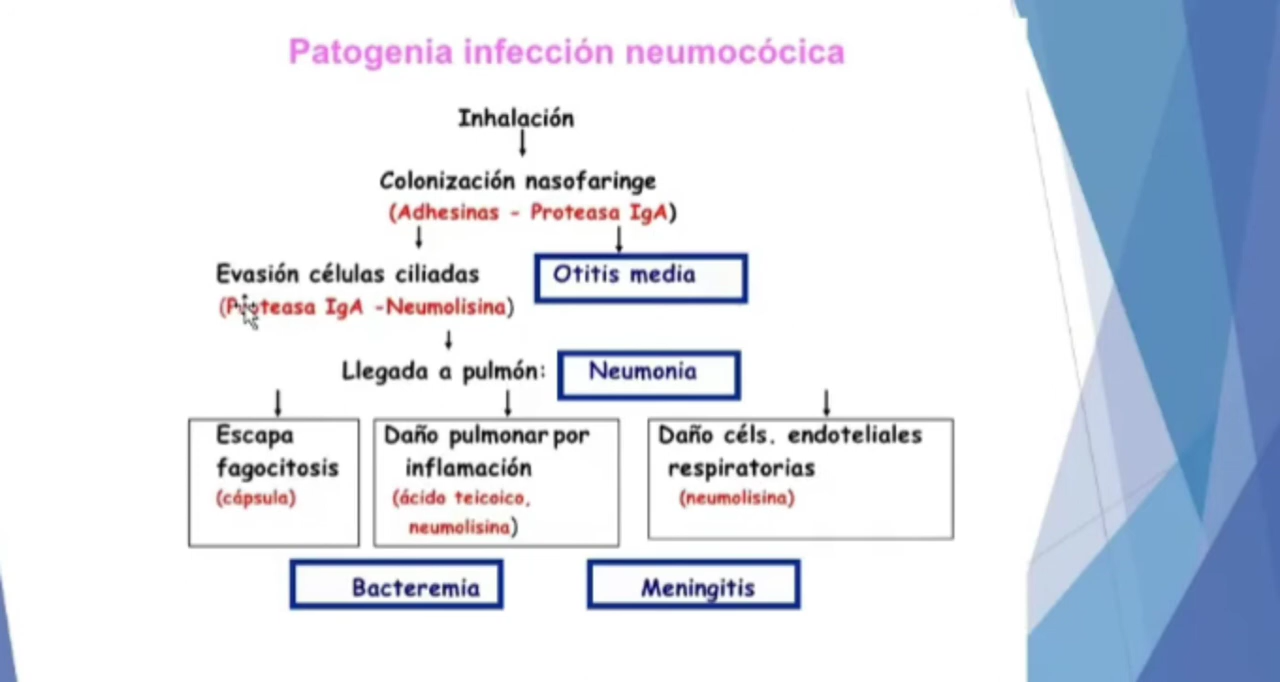 Patogenia infección neumocócica
Inhalación
Colonización nasofaringe
(Adhesinas - Proteasa IgA)
Evasión células ciliadas
(Proteasa IgA -Neumolisina)
Otitis media
Llegada a pulmón:
Neumonia
Escapa
fagocitosis
(cápsula)
Daño pulmonar por
inflamación
(ácido teicoico,
neumolisina)
Daño céls. endoteliales
respiratorias
(neumolisina)
Bacteremia
Meningitis